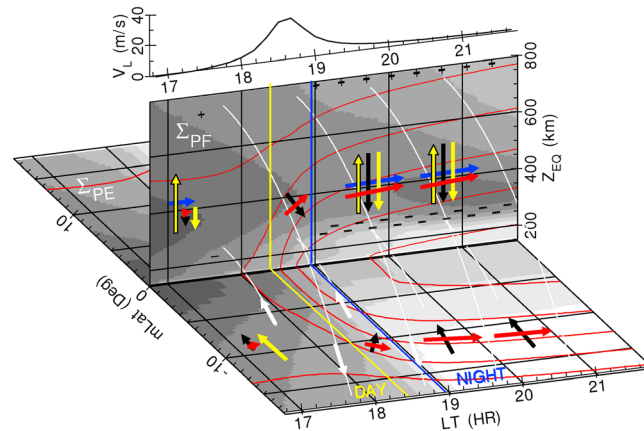 40
20
0
V_L (m/s)
17
18
19
20
21
800
600
400
200
Z_EQ (km)
Σ_PF
Σ_PE
10
0
-10
mLat (Deg)
DAY
NIGHT
17
18
19
20
21
LT (HR)